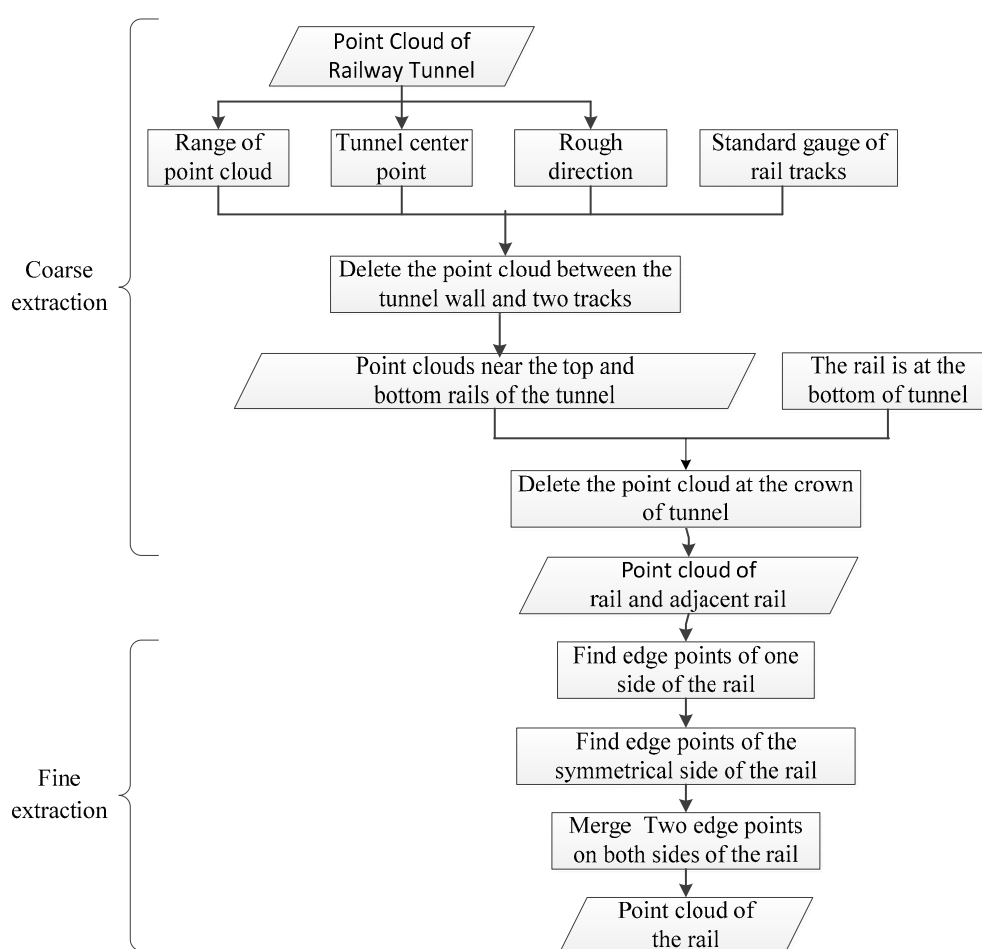 Point Cloud of
Railway Tunnel
Range of
point cloud
Tunnel center
point
Rough
direction
Standard gauge of
rail tracks
Coarse
extraction
Delete the point cloud between the
tunnel wall and two tracks
Point clouds near the top and
bottom rails of the tunnel
The rail is at the
bottom of tunnel
Delete the point cloud at the crown
of tunnel
Point cloud of
rail and adjacent rail
Fine
extraction
Find edge points of one
side of the rail
Find edge points of the
symmetrical side of the rail
Merge Two edge points
on both sides of the rail
Point cloud of
the rail